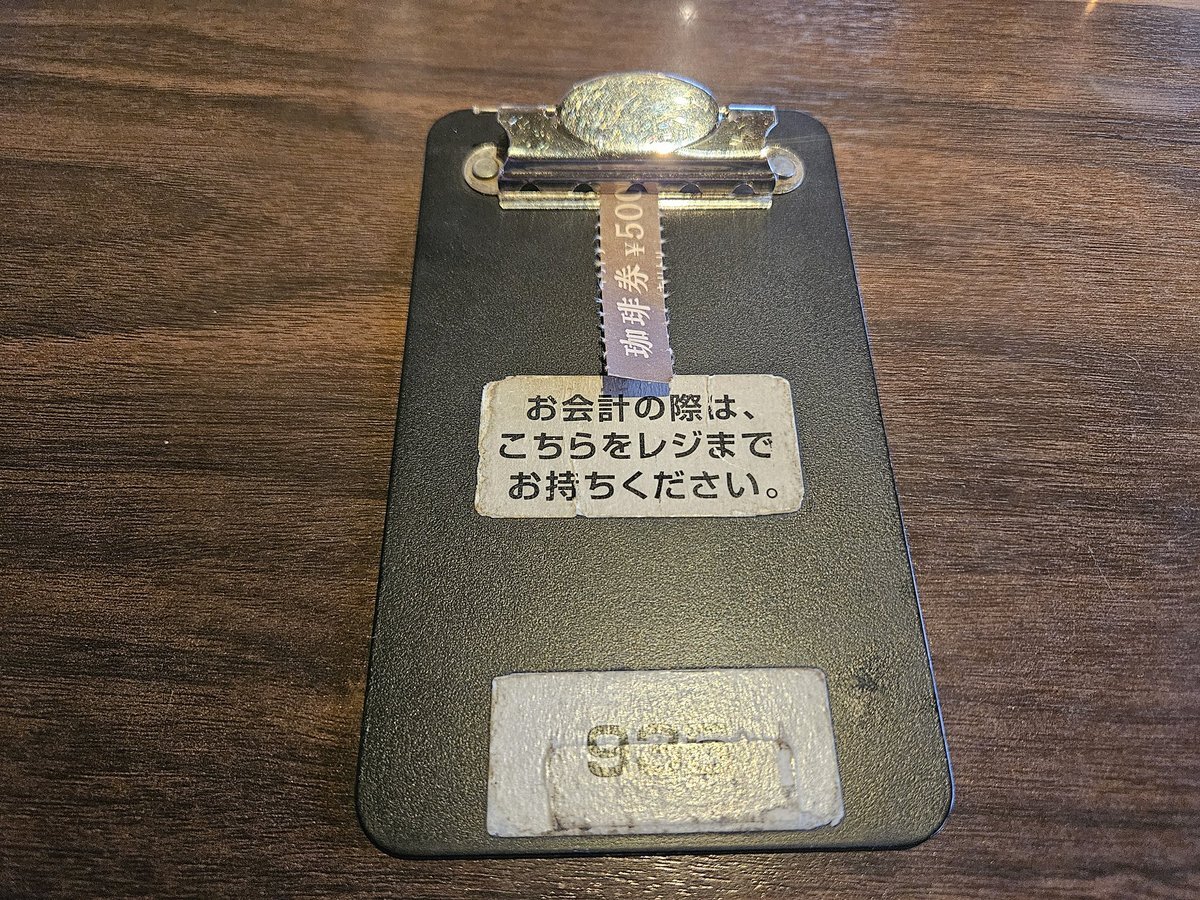 珈琲券 ¥500
お会計の際は、
こちらをレジまで
お持ちください。